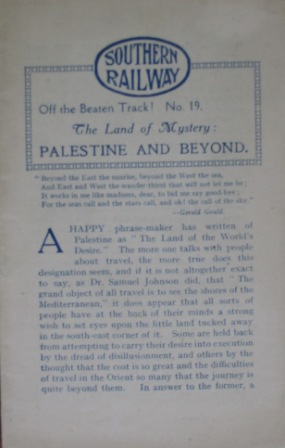 SOUTHERN
RAILWAY
Off the Beaten Track! No. 19.
The Land of Mystery:
PALESTINE AND BEYOND.
"Beyond the East the sunrise, beyond the West the sea,
And East and West the wander-thirst that will not let me be;
It works in me like madness, dear, to bid me say good-bye;
For the seas call and the stars call, and oh! the call of the sky."
—Gerald Gould.
A HAPPY phrase-maker has written of
Palestine as "The Land of the World's
Desire." The more one talks with people
about travel, the more true does this
designation seem, and if it is not altogether exact
to say, as Dr. Samuel Johnson did, that "The
grand object of all travel is to see the shores of the
Mediterranean," it does appear that all sorts of
people have at the back of their minds a strong
wish to set eyes upon the little land tucked away
in the south-east corner of it. Some are held back
from attempting to carry their desire into execution
by the dread of disillusionment, and others by the
thought that the cost is so great and the difficulties
of travel in the Orient so many that the journey is
quite beyond them. In answer to the former, a